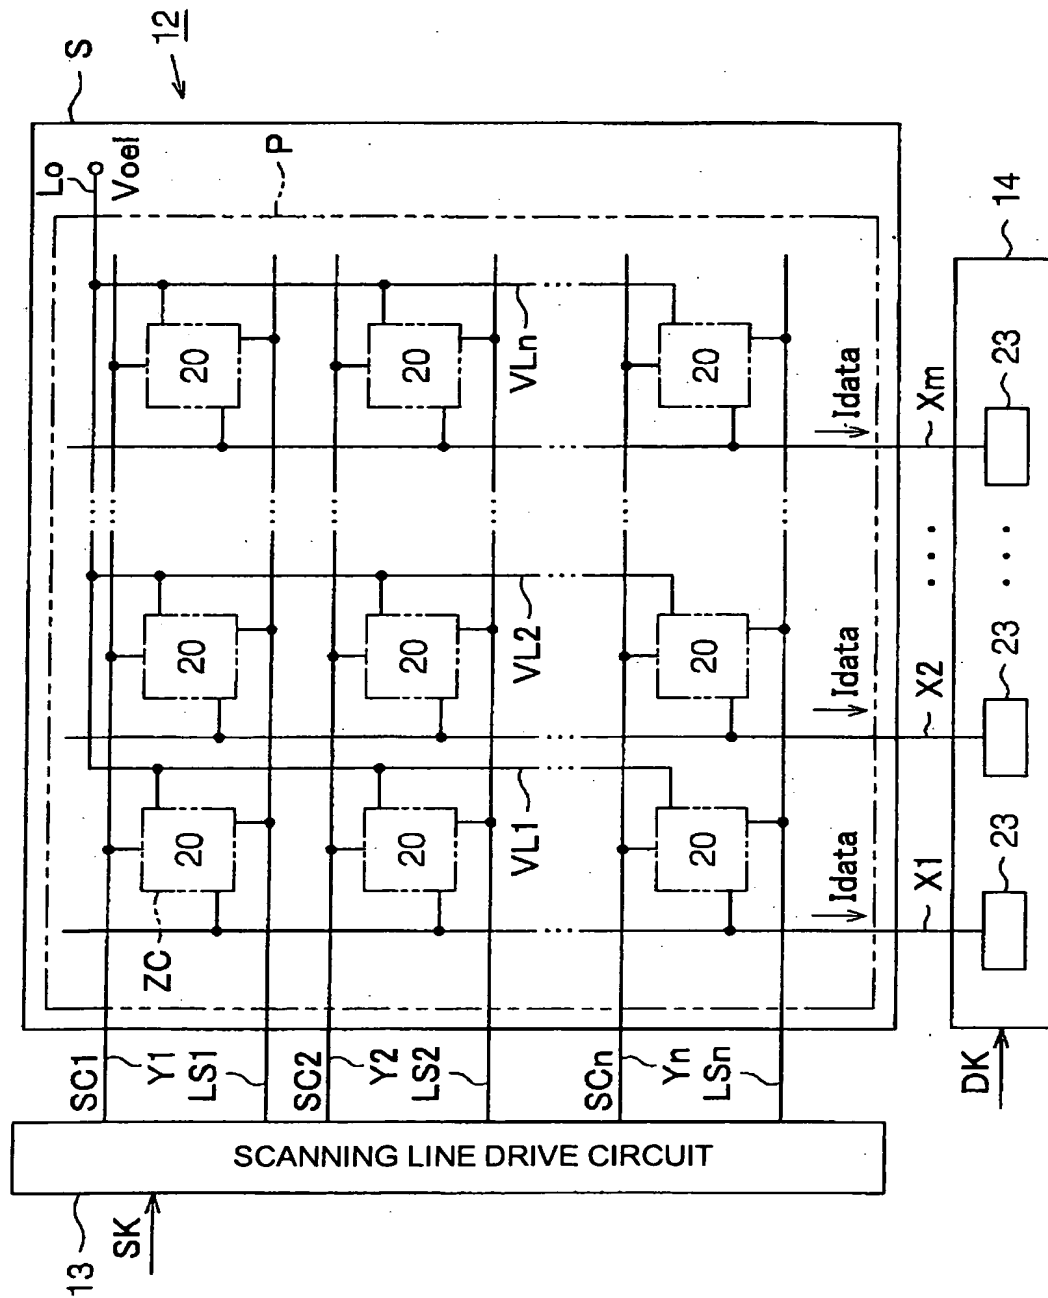 S
12
Lo
Voel
P
20
20
20
VLn
Idata
Xm
14
23
...
20
20
20
VL2
Idata
X2
23
20
20
20
VL1
ZC
Idata
X1
23
SC1
Y1
LS1
SC2
Y2
LS2
SCn
Yn
LSn
DK
SCANNING LINE DRIVE CIRCUIT
13
SK